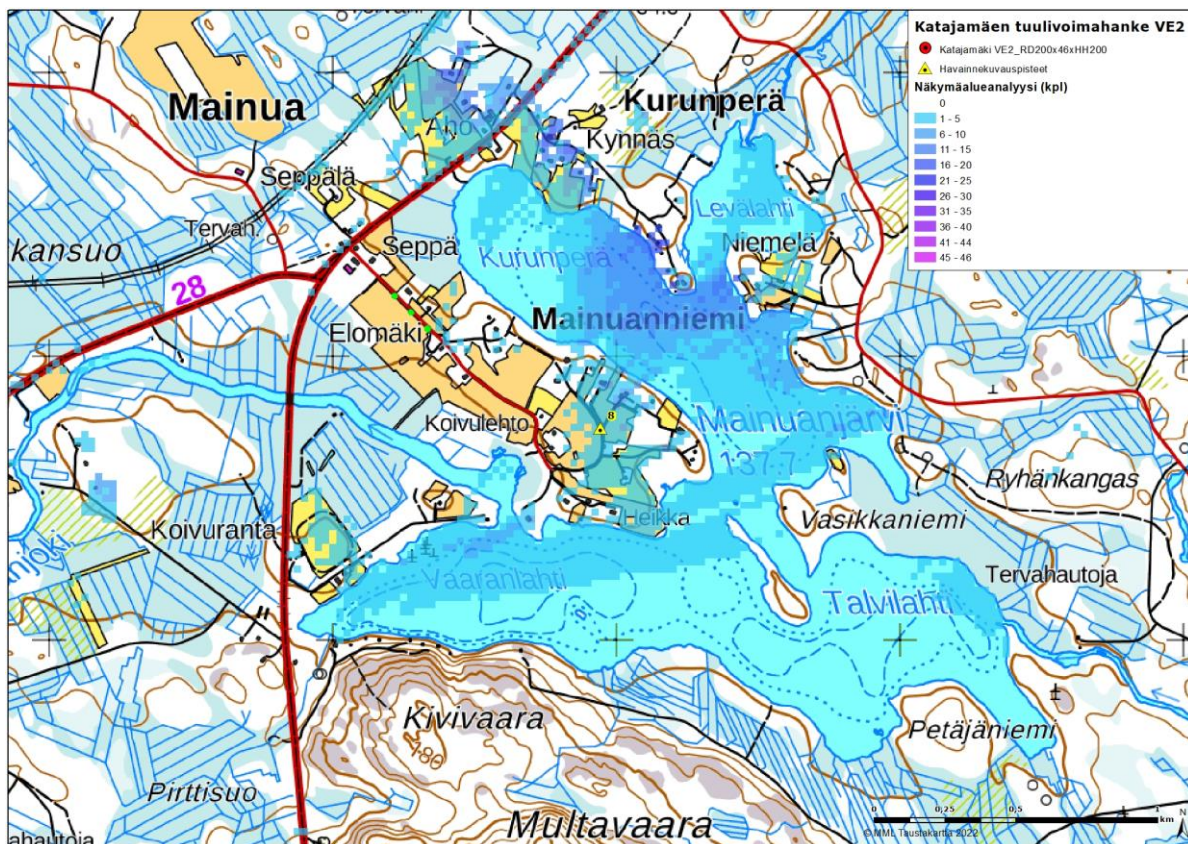 Katajamäen tuulivoimahanke VE2
Katajamäki VE2_RD200x46xHH200
Havainnekuvauspisteet
Näkymäalueanalyysi (kpl)
0
1 - 5
6 - 10
11 - 15
16 - 20
21 - 25
26 - 30
31 - 35
36 - 40
41 - 44
45 - 46
Mainua
Kurunperä
Aho
Kynnäs
Seppälä
Levälahti
Tervah.
kansuo
Seppä
Kurunperä
Niemelä
28
Mainuanniemi
Elomäki
8
Koivulehto
Mainuanjärvi
137.7
Ryhänkangas
Heikka
Vasikkaniemi
Koivuranta
Vaaranlahti
Tervahautoja
Talvilahti
Kivivaara
180
Petäjäniemi
Pirttisuo
Multavaara
ahautoja
0 0,25 0,5 1
km
N
© MML Taustakartta 2022